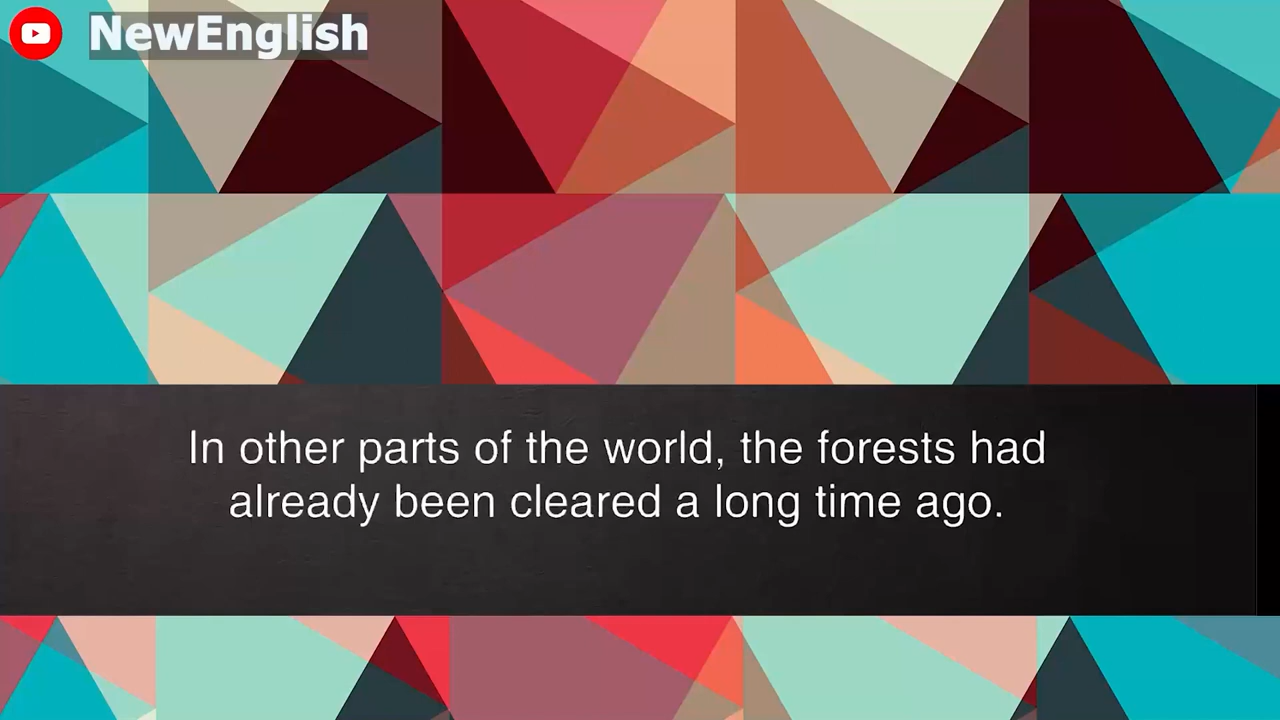 NewEnglish
In other parts of the world, the forests had
already been cleared a long time ago.